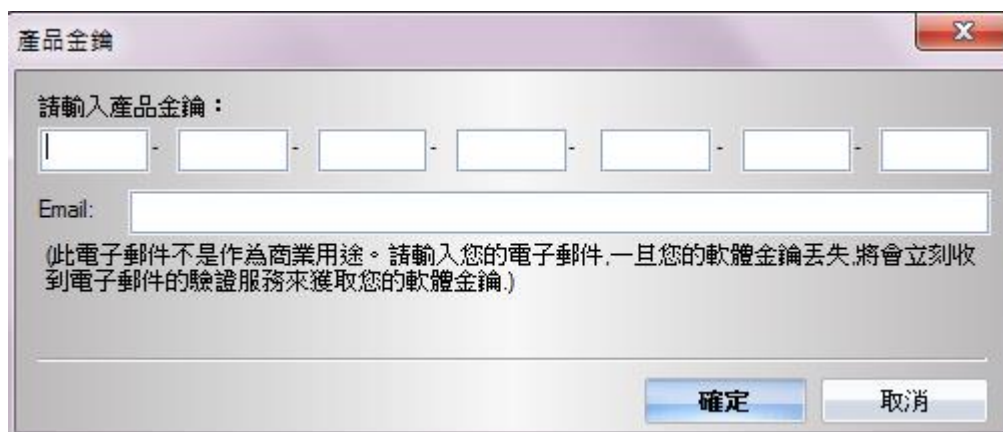 產品金鑰
請輸入產品金鑰：
- - - - - -
Email:
(此電子郵件不是作為商業用途。請輸入您的電子郵件,一旦您的軟體金鑰丟失,將會立刻收
到電子郵件的驗證服務來獲取您的軟體金鑰.)
確定 取消